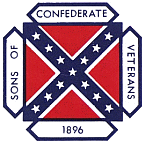 CONFEDERATE
SONS OF
VETERANS
1896